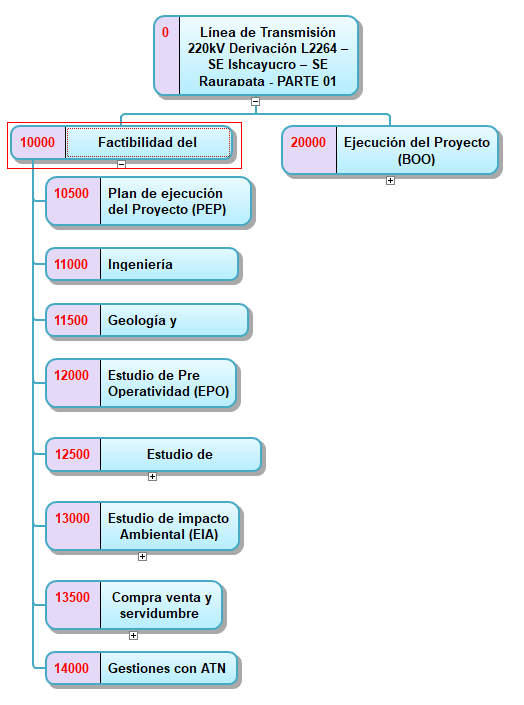 0
Línea de Transmisión
220kV Derivación L2264 –
SE Ishcayucro – SE
Raurapata - PARTE 01
10000
Factibilidad del
20000
Ejecución del Proyecto
(BOO)
10500
Plan de ejecución
del Proyecto (PEP)
11000
Ingeniería
11500
Geología y
12000
Estudio de Pre
Operatividad (EPO)
12500
Estudio de
13000
Estudio de impacto
Ambiental (EIA)
13500
Compra venta y
servidumbre
14000
Gestiones con ATN